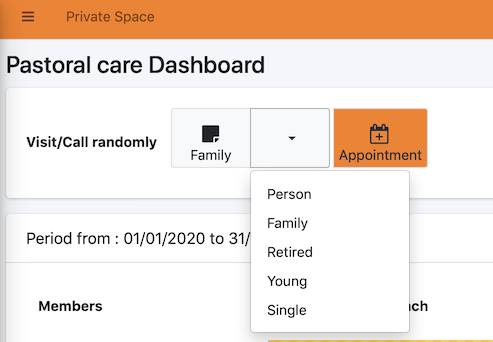 Private Space
Pastoral care Dashboard
Visit/Call randomly
Family
Appointment
Person
Family
Retired
Young
Single
Period from : 01/01/2020 to 31/
Members